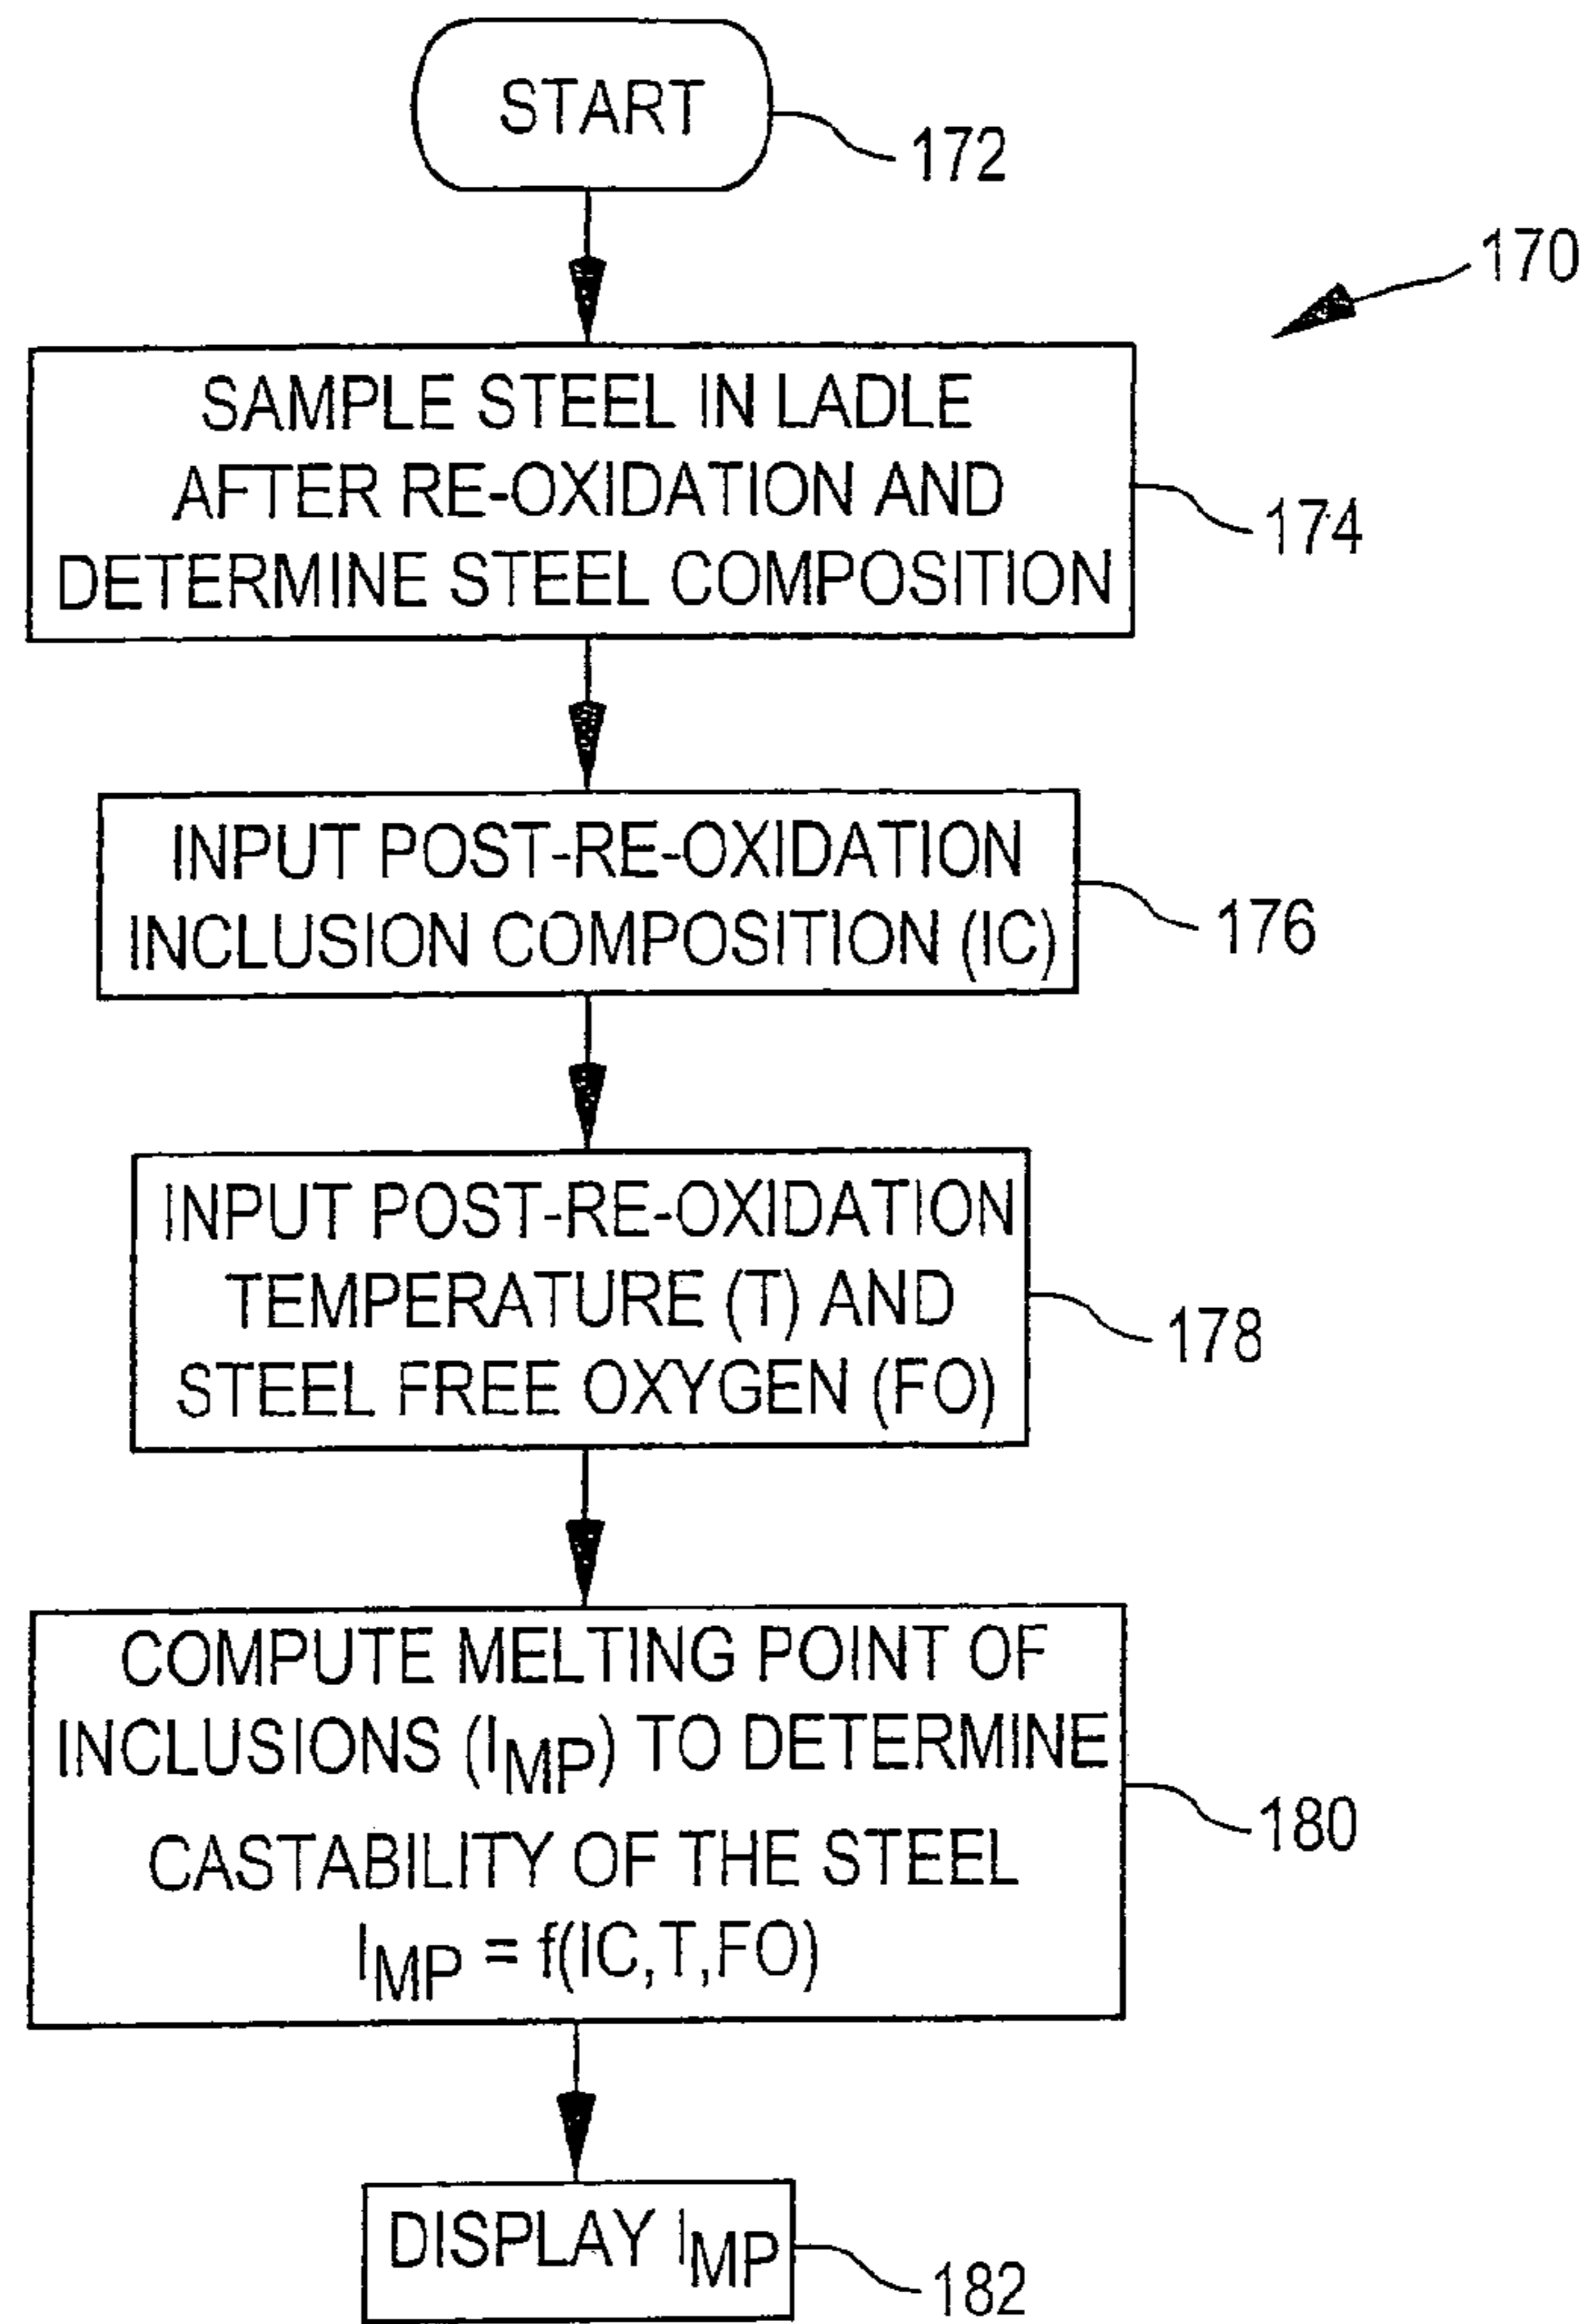 START
172
170
SAMPLE STEEL IN LADLE
AFTER RE-OXIDATION AND
DETERMINE STEEL COMPOSITION
174
INPUT POST-RE-OXIDATION
INCLUSION COMPOSITION (IC)
176
INPUT POST-RE-OXIDATION
TEMPERATURE (T) AND
STEEL FREE OXYGEN (FO)
178
COMPUTE MELTING POINT OF
INCLUSIONS (IMP) TO DETERMINE
CASTABILITY OF THE STEEL
IMP = f(IC,T,FO)
180
DISPLAY IMP
182